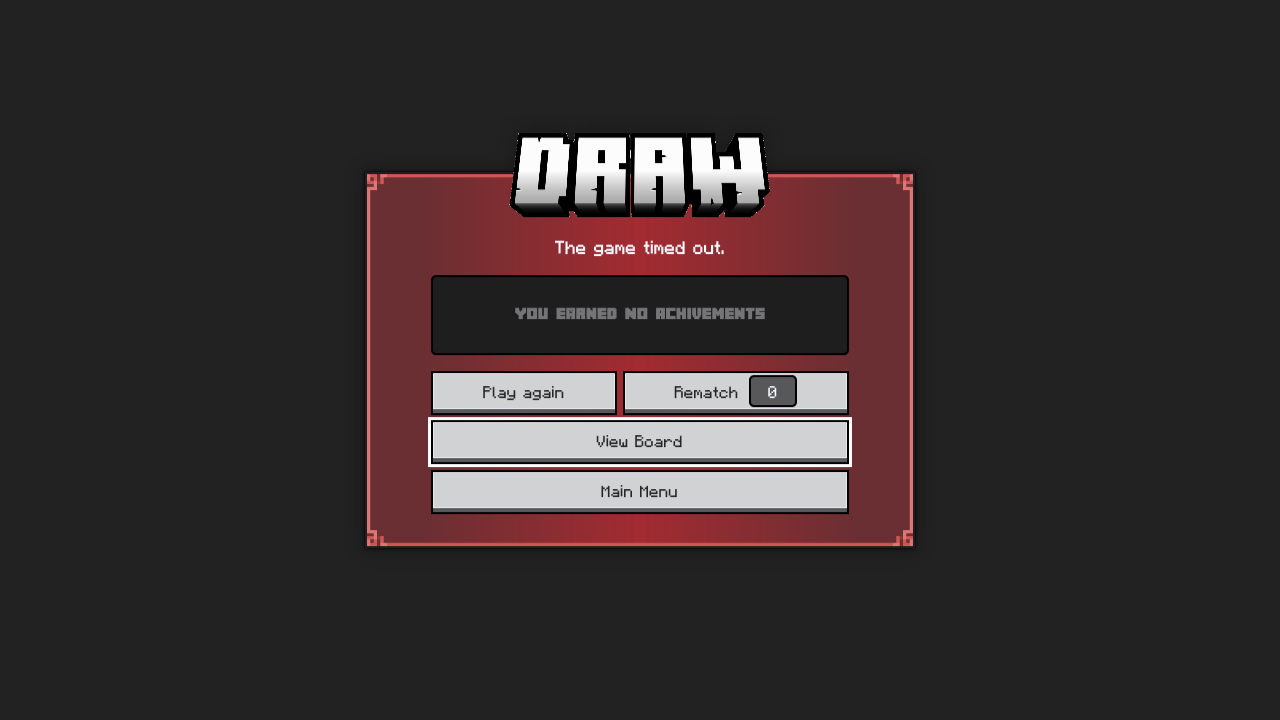 DRAW
The game timed out.
YOU EARNED NO ACHIVEMENTS
Play again
Rematch 0
View Board
Main Menu